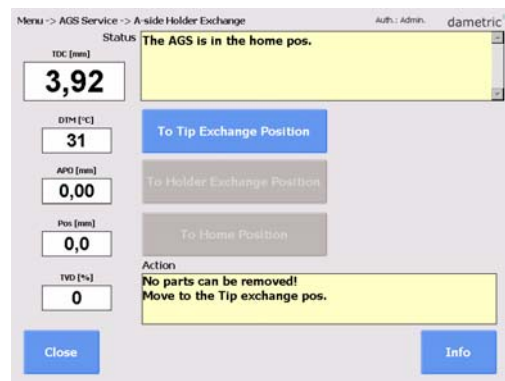 Menu -> AGS Service -> A-side Holder Exchange
Auth.: Admin.
dametric
Status
The AGS is in the home pos.
TDC [mm]
3,92
DTM [°C]
31
To Tip Exchange Position
APO [mm]
0,00
To Holder Exchange Position
Pos [mm]
0,0
To Home Position
Action
No parts can be removed!
Move to the Tip exchange pos.
TVD [%]
0
Close
Info